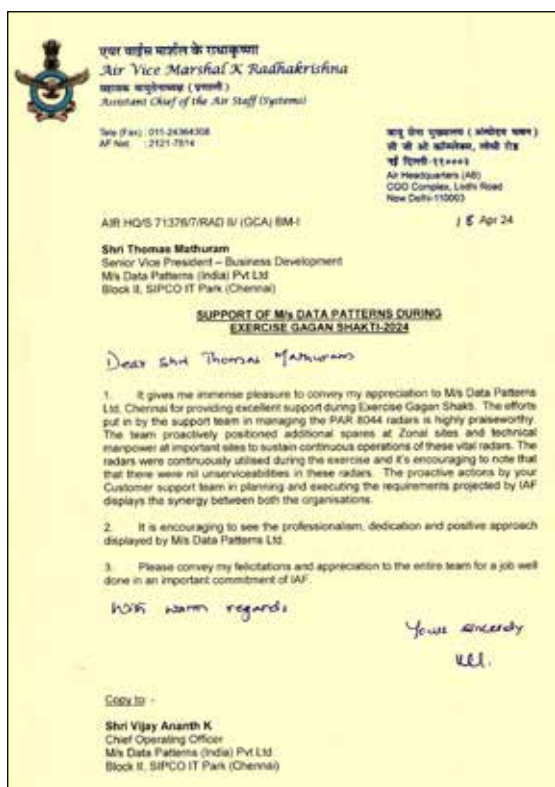 एयर वाईस मार्शल के राधाकृष्णा
Air Vice Marshal K Radhakrishna
सहायक वायुसेनाध्यक्ष (प्रणाली)
Assistant Chief of the Air Staff (Systems)
Tele (Fax) : 011-24364308
AF Net : 2121-7814
वायु सेना मुख्यालय (अंत्योदय भवन)
सी जी ओ कॉम्प्लेक्स, लोधी रोड
नई दिल्ली-११०००३
Air Headquarters (AB)
CGO Complex, Lodhi Road
New Delhi-110003
AIR HQ/S 71376/7/RAD IV (GCA) BM-I
18 Apr 24
Shri Thomas Mathuram
Senior Vice President – Business Development
M/s Data Patterns (India) Pvt Ltd
Block II, SIPCO IT Park (Chennai)
SUPPORT OF M/s DATA PATTERNS DURING
EXERCISE GAGAN SHAKTI-2024
Dear Shri Thomas Mathuram
1. It gives me immense pleasure to convey my appreciation to M/s Data Patterns
Ltd, Chennai for providing excellent support during Exercise Gagan Shakti. The efforts
put in by the support team in managing the PAR 8044 radars is highly praiseworthy.
The team proactively positioned additional spares at Zonal sites and technical
manpower at important sites to sustain continuous operations of these vital radars. The
radars were continuously utilised during the exercise and it's encouraging to note that
that there were nil unserviceabilities in these radars. The proactive actions by your
Customer support team in planning and executing the requirements projected by IAF
displays the synergy between both the organisations.
2. It is encouraging to see the professionalism, dedication and positive approach
displayed by M/s Data Patterns Ltd.
3. Please convey my felicitations and appreciation to the entire team for a job well
done in an important commitment of IAF.
With warm regards
Yours sincerely
Copy to :-
Shri Vijay Ananth K
Chief Operating Officer
M/s Data Patterns (India) Pvt Ltd
Block II, SIPCO IT Park (Chennai)